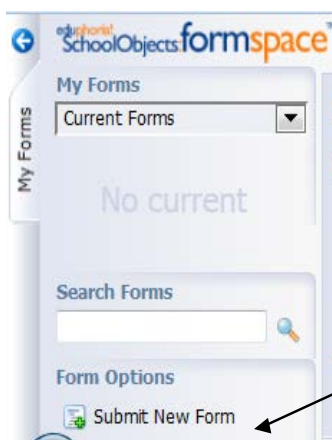 eduphoria!
SchoolObjects:formspace
My Forms
My Forms
Current Forms
No current
Search Forms
Form Options
Submit New Form